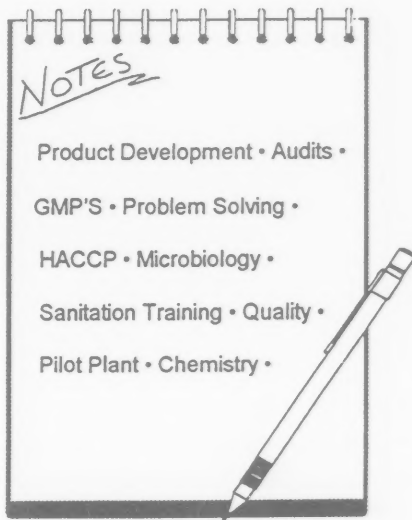 NOTES
Product Development • Audits •
GMP'S • Problem Solving •
HACCP • Microbiology •
Sanitation Training • Quality •
Pilot Plant • Chemistry •